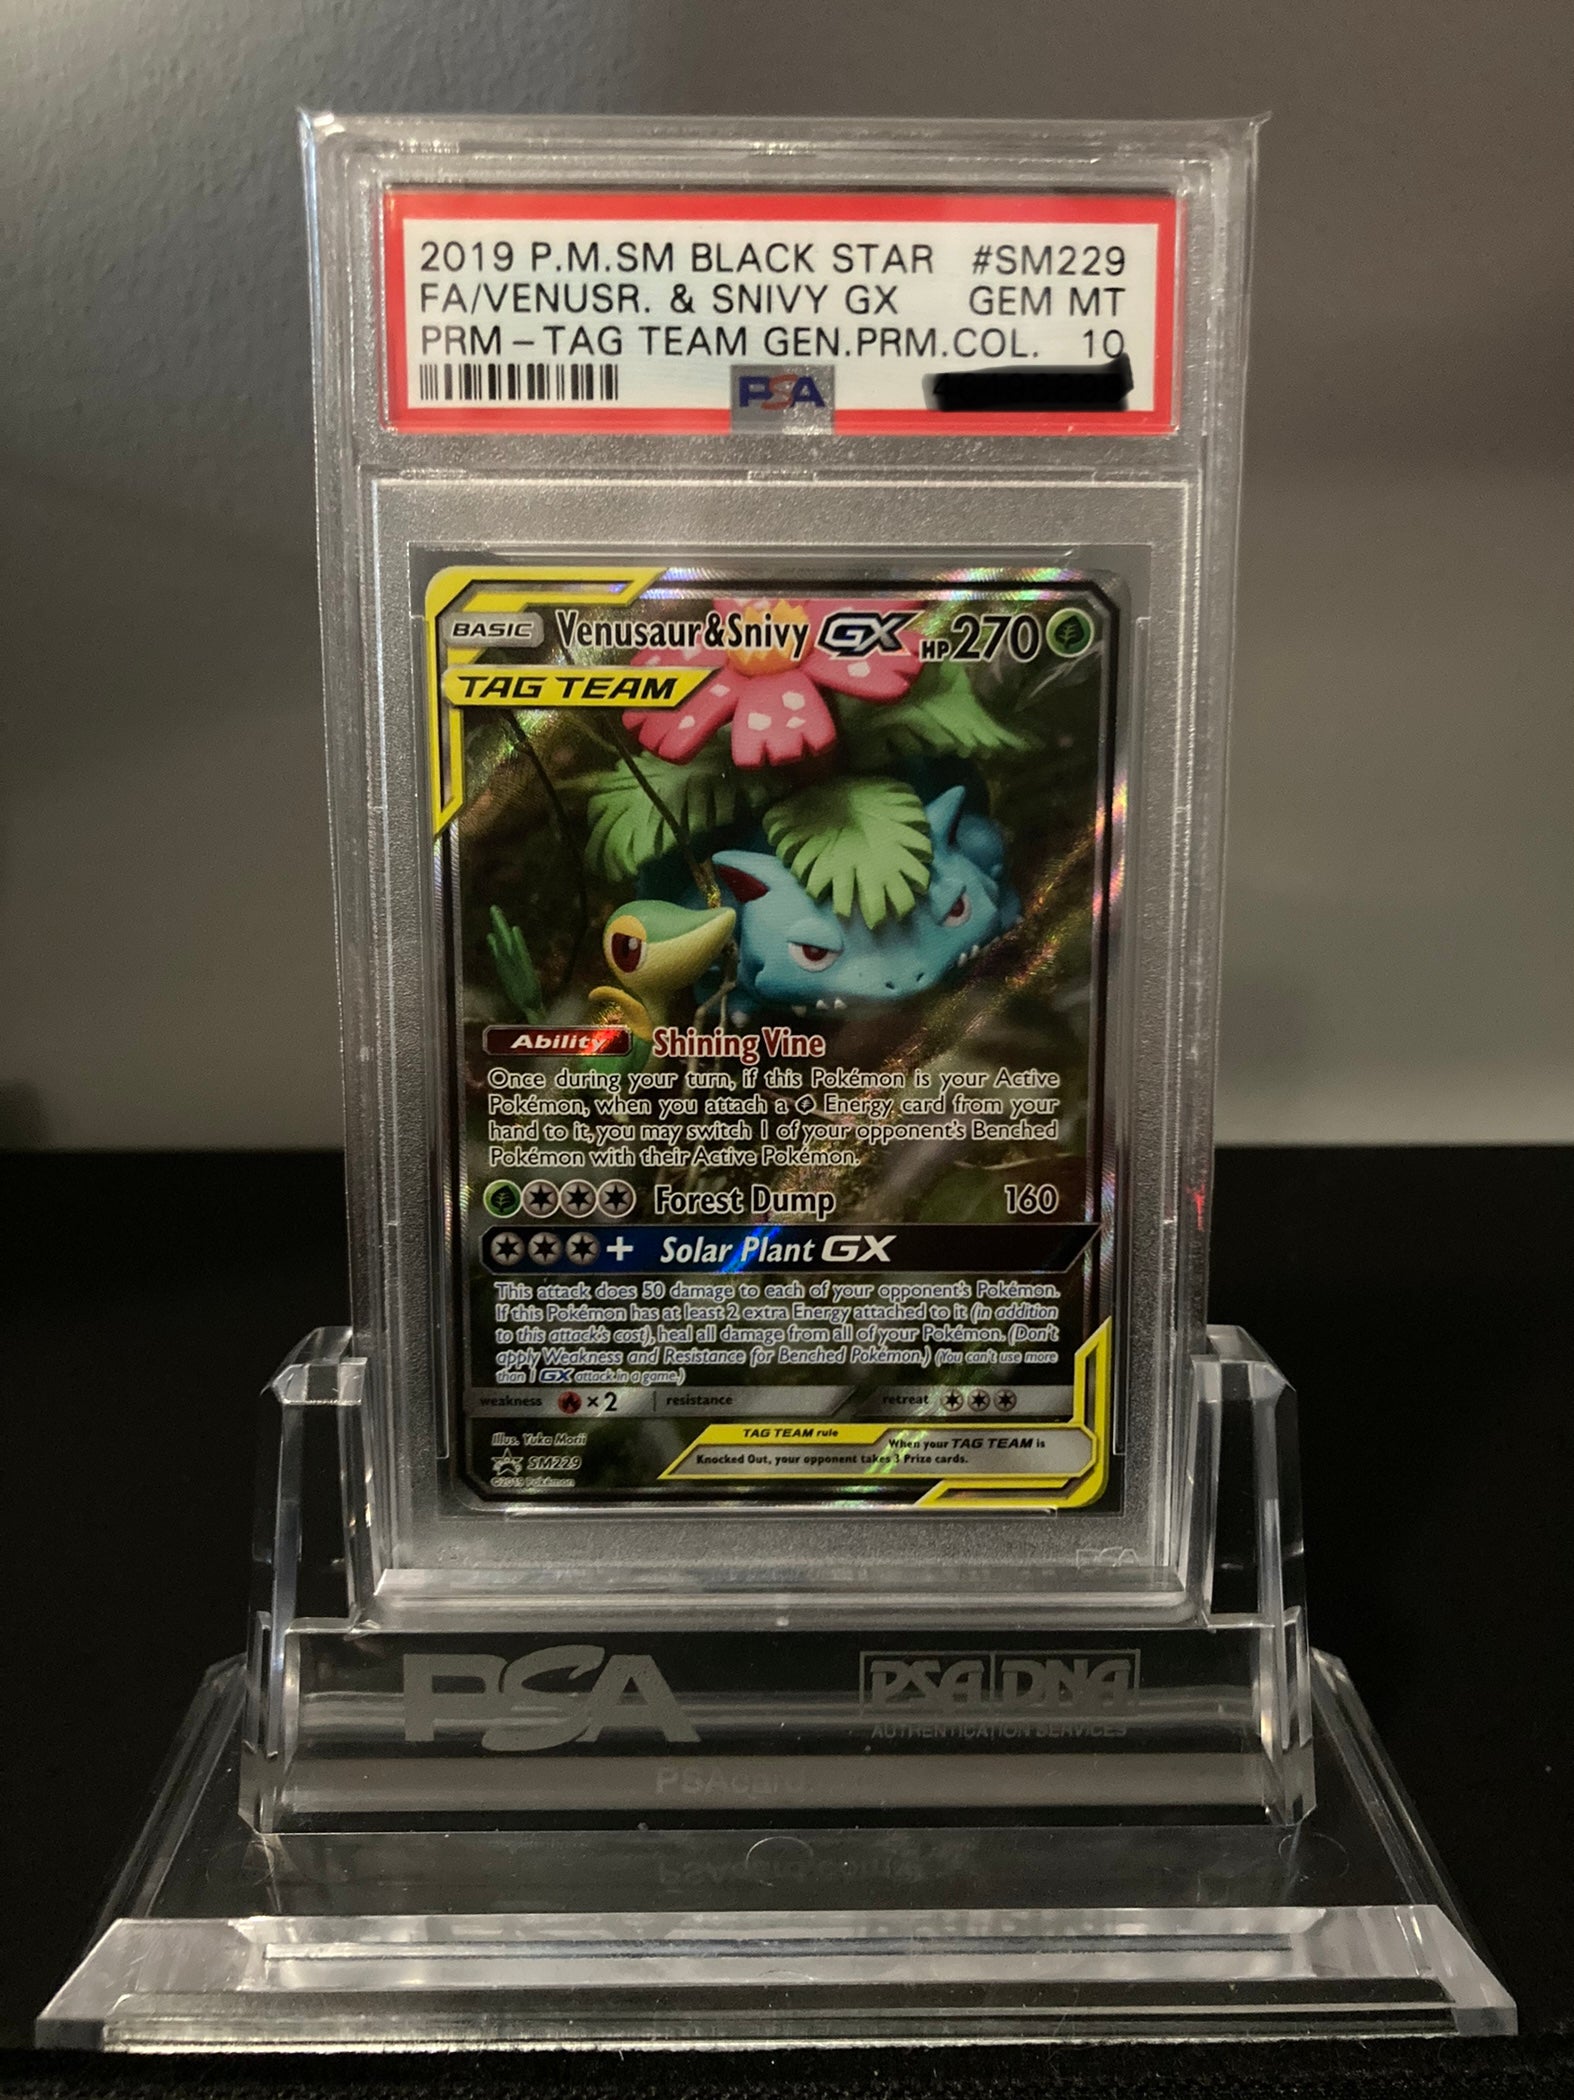 2019 P.M.SM BLACK STAR #SM229
FA/VENUSR. & SNIVY GX GEM MT
PRM-TAG TEAM GEN.PRM.COL. 10
PSA
BASIC Venusaur&Snivy GX HP270
TAG TEAM
Ability Shining Vine
Once during your turn, if this Pokémon is your Active
Pokémon, when you attach a Energy card from your
hand to it, you may switch 1 of your opponent's Benched
Pokémon with their Active Pokémon.
Forest Dump 160
+ Solar Plant GX
This attack does 50 damage to each of your opponent's Pokémon.
If this Pokémon has at least 2 extra Energy attached to it (in addition
to this attack's cost), heal all damage from all of your Pokémon. (Don't
apply Weakness and Resistance for Benched Pokémon.) (You can't use more
than 1 GX attack in a game.)
weakness ×2 resistance retreat
Illus. Yuka Morii
SM229
©2019 Pokémon
TAG TEAM rule
When your TAG TEAM is
Knocked Out, your opponent takes 3 Prize cards.
PSA
PSA PSA DNA
AUTHENTICATION SERVICES